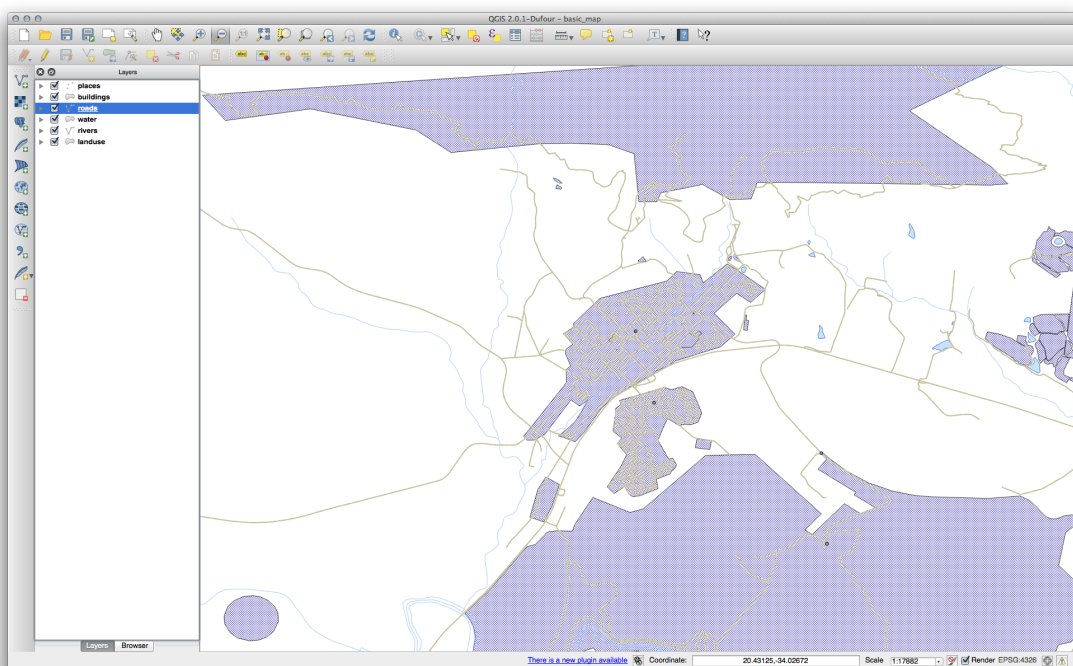 QGIS 2.0.1-Dufour - basic_map
Layers
places
buildings
roads
water
rivers
landuse
Layers Browser
There is a new plugin available Coordinate: 20.43125,-34.02672 Scale 1:17682 Render EPSG:4326